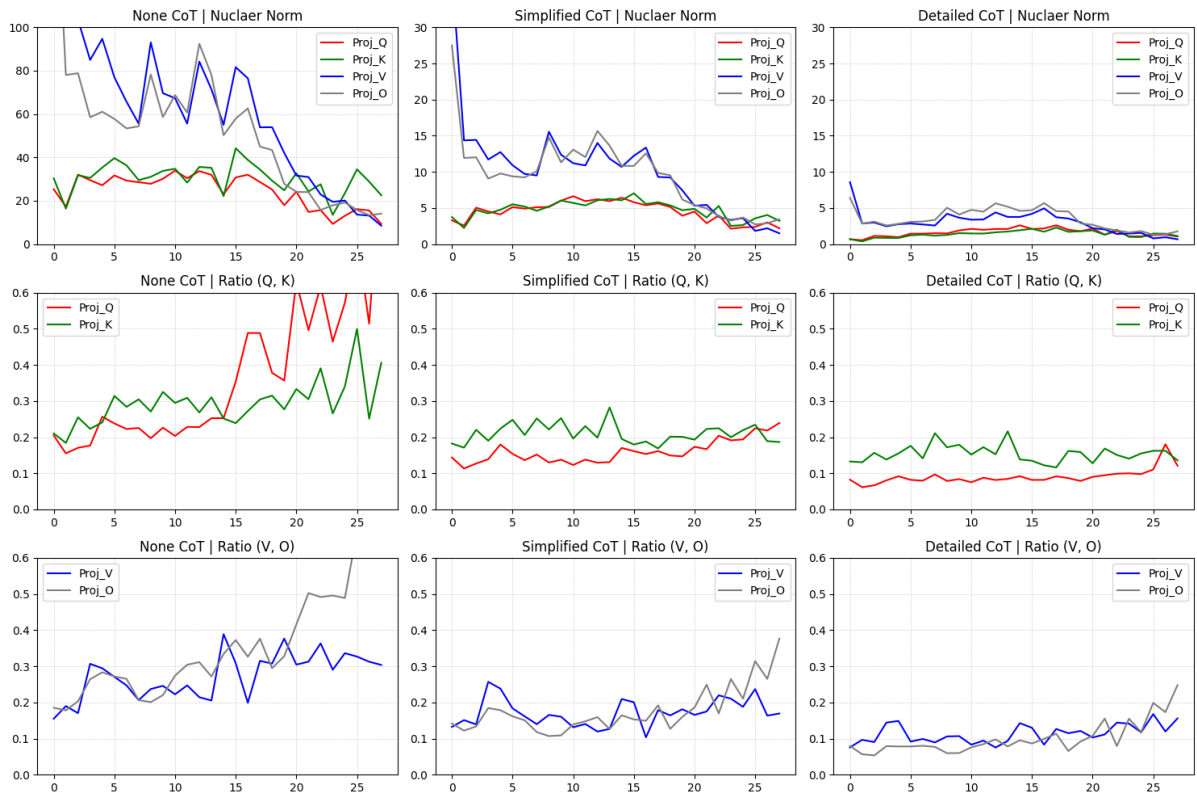 None CoT | Nuclaer Norm
100
80
60
40
20
0
0 5 10 15 20 25
Proj_Q
Proj_K
Proj_V
Proj_O
Simplified CoT | Nuclaer Norm
30
25
20
15
10
5
0
0 5 10 15 20 25
Proj_Q
Proj_K
Proj_V
Proj_O
Detailed CoT | Nuclaer Norm
30
25
20
15
10
5
0
0 5 10 15 20 25
Proj_Q
Proj_K
Proj_V
Proj_O
None CoT | Ratio (Q, K)
0.6
0.5
0.4
0.3
0.2
0.1
0.0
0 5 10 15 20 25
Proj_Q
Proj_K
Simplified CoT | Ratio (Q, K)
0.6
0.5
0.4
0.3
0.2
0.1
0.0
0 5 10 15 20 25
Proj_Q
Proj_K
Detailed CoT | Ratio (Q, K)
0.6
0.5
0.4
0.3
0.2
0.1
0.0
0 5 10 15 20 25
Proj_Q
Proj_K
None CoT | Ratio (V, O)
0.6
0.5
0.4
0.3
0.2
0.1
0.0
0 5 10 15 20 25
Proj_V
Proj_O
Simplified CoT | Ratio (V, O)
0.6
0.5
0.4
0.3
0.2
0.1
0.0
0 5 10 15 20 25
Proj_V
Proj_O
Detailed CoT | Ratio (V, O)
0.6
0.5
0.4
0.3
0.2
0.1
0.0
0 5 10 15 20 25
Proj_V
Proj_O